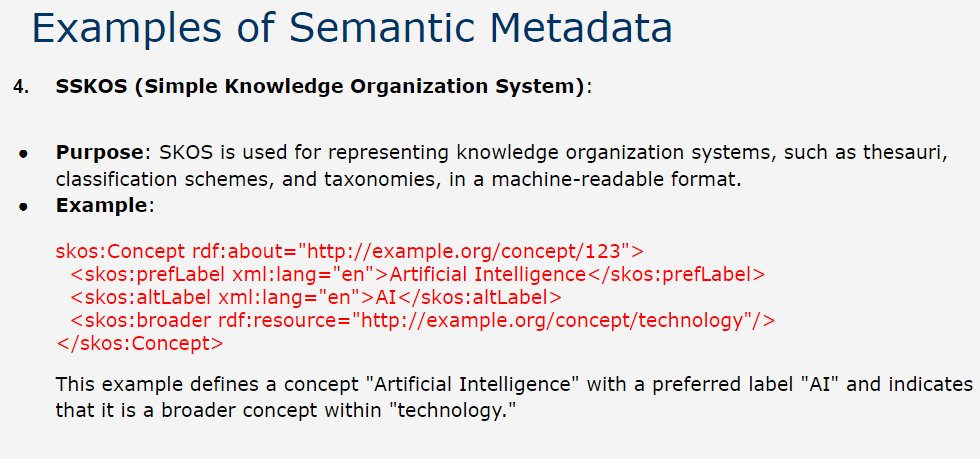 Examples of Semantic Metadata
4. SSKOS (Simple Knowledge Organization System):
● Purpose: SKOS is used for representing knowledge organization systems, such as thesauri,
classification schemes, and taxonomies, in a machine-readable format.
● Example:
skos:Concept rdf:about="http://example.org/concept/123">
<skos:prefLabel xml:lang="en">Artificial Intelligence</skos:prefLabel>
<skos:altLabel xml:lang="en">AI</skos:altLabel>
<skos:broader rdf:resource="http://example.org/concept/technology"/>
</skos:Concept>
This example defines a concept "Artificial Intelligence" with a preferred label "AI" and indicates
that it is a broader concept within "technology."